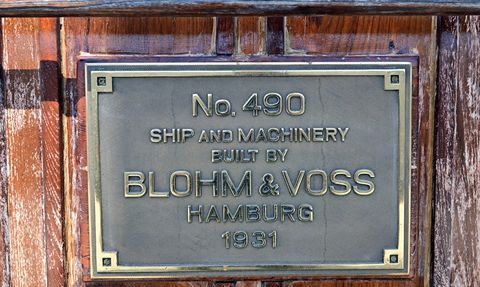 No. 490
SHIP AND MACHINERY
BUILT BY
BLOHM & VOSS
HAMBURG
1931